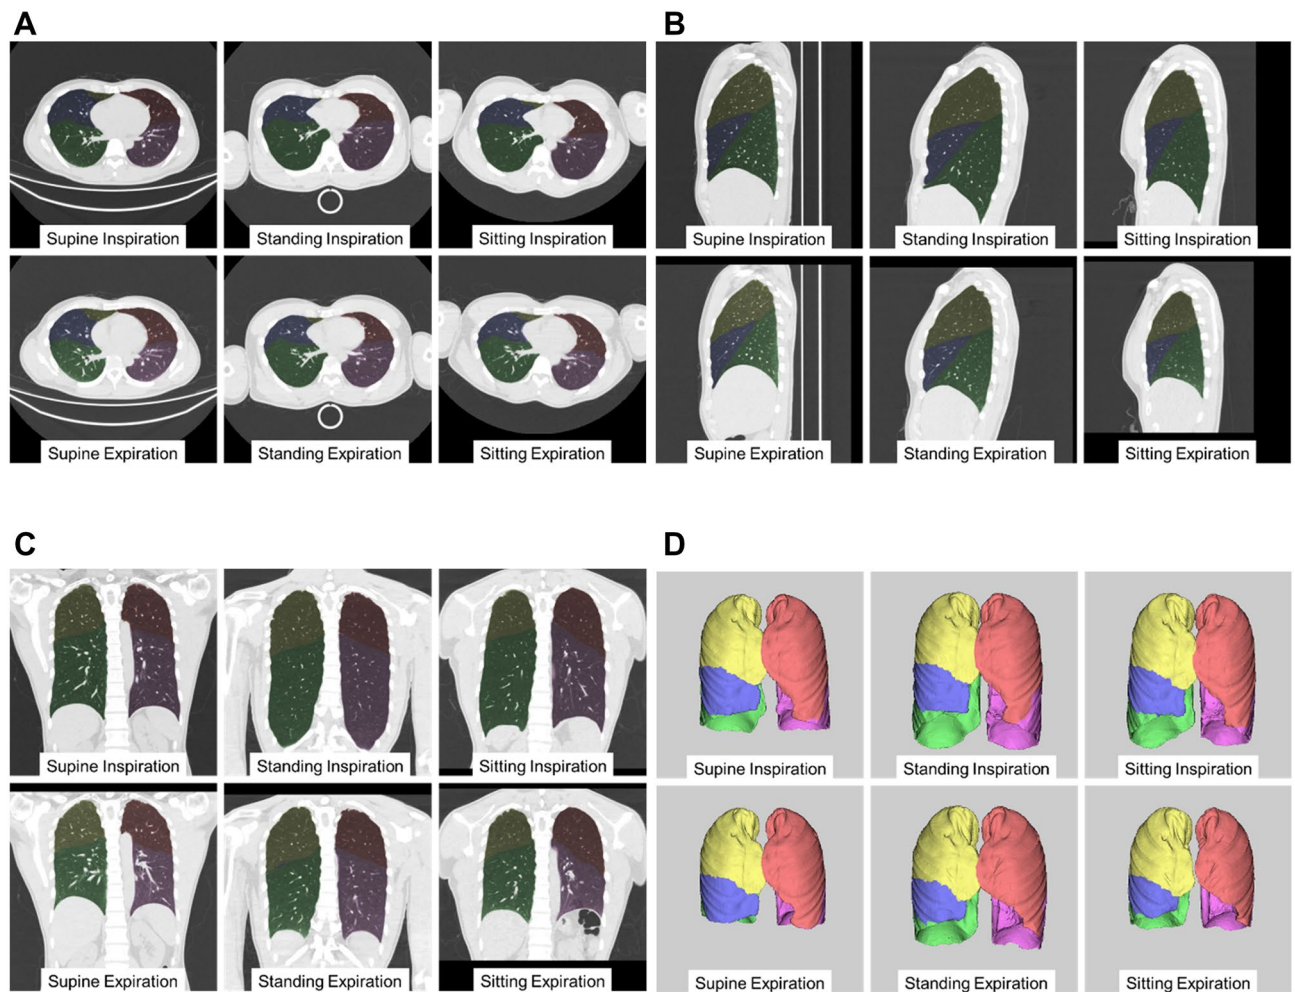 A
B
Supine Inspiration
Standing Inspiration
Sitting Inspiration
Supine Inspiration
Standing Inspiration
Sitting Inspiration
Supine Expiration
Standing Expiration
Sitting Expiration
Supine Expiration
Standing Expiration
Sitting Expiration
C
D
Supine Inspiration
Standing Inspiration
Sitting Inspiration
Supine Inspiration
Standing Inspiration
Sitting Inspiration
Supine Expiration
Standing Expiration
Sitting Expiration
Supine Expiration
Standing Expiration
Sitting Expiration